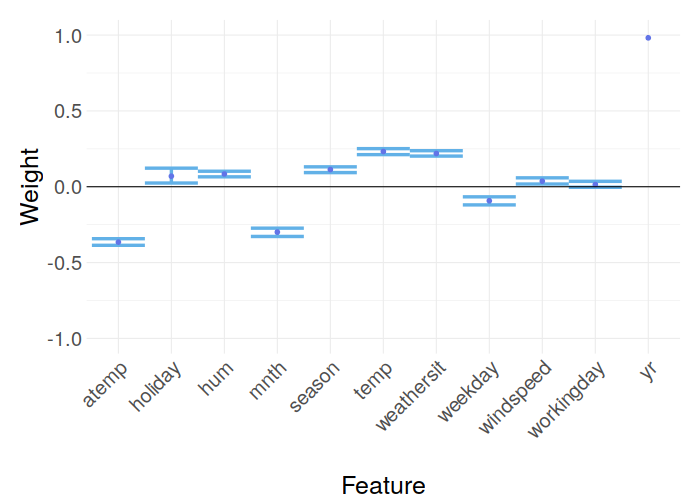 Weight
1.0
0.5
0.0
-0.5
-1.0
atemp
holiday
hum
mnth
season
temp
weathersit
weekday
windspeed
workingday
yr
Feature